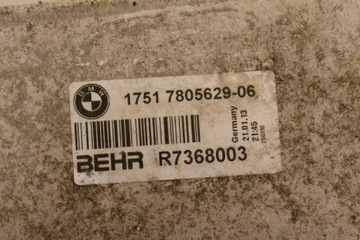 BMW
1751 7805629-06
Germany
21.01.13
21:45
BEHR R7368003